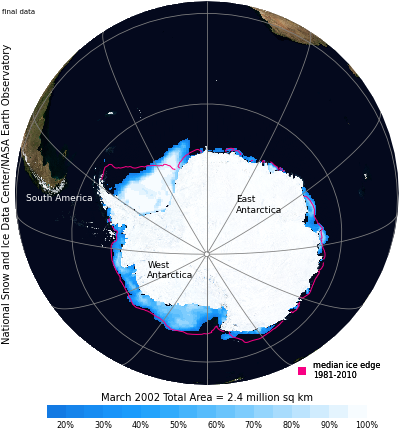 final data
National Snow and Ice Data Center/NASA Earth Observatory
South America
East
Antarctica
West
Antarctica
median ice edge
1981-2010
March 2002 Total Area = 2.4 million sq km
20% 30% 40% 50% 60% 70% 80% 90% 100%